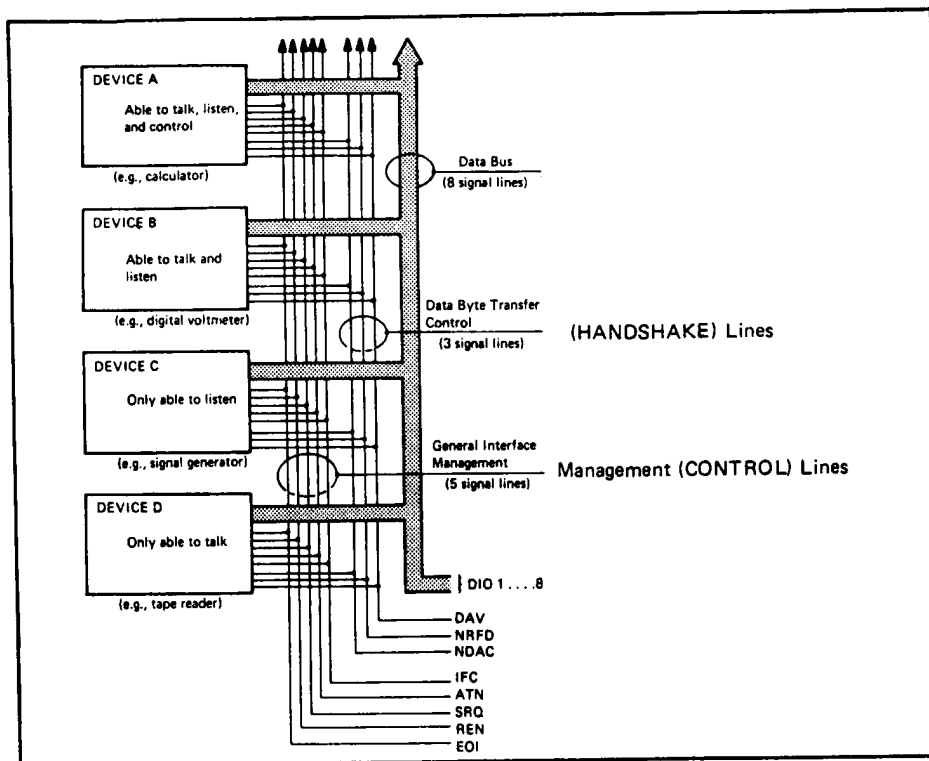 DEVICE A
Able to talk, listen,
and control
(e.g., calculator)
Data Bus
(8 signal lines)
DEVICE B
Able to talk and
listen
(e.g., digital voltmeter)
Data Byte Transfer
Control
(3 signal lines)
(HANDSHAKE) Lines
DEVICE C
Only able to listen
(e.g., signal generator)
General Interface
Management
(5 signal lines)
Management (CONTROL) Lines
DEVICE D
Only able to talk
(e.g., tape reader)
DIO 1 . . . . 8
DAV
NRFD
NDAC
IFC
ATN
SRQ
REN
EOI